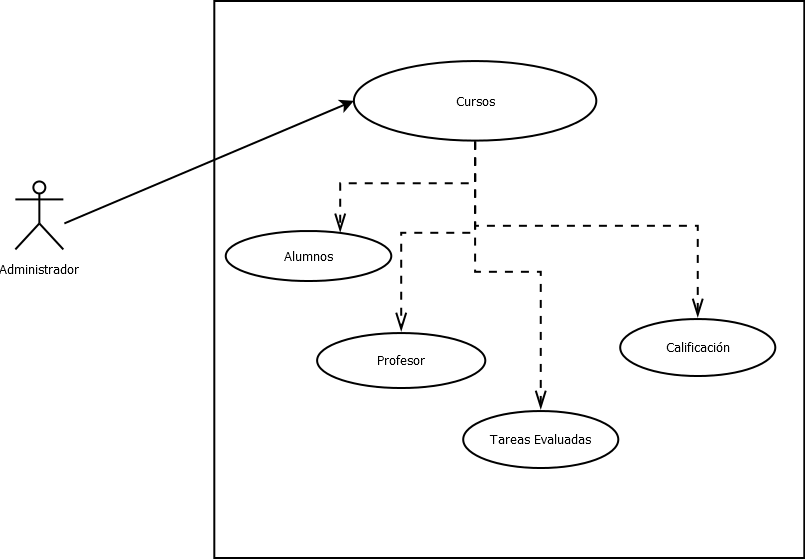 Cursos
Administrador
Alumnos
Profesor
Calificación
Tareas Evaluadas